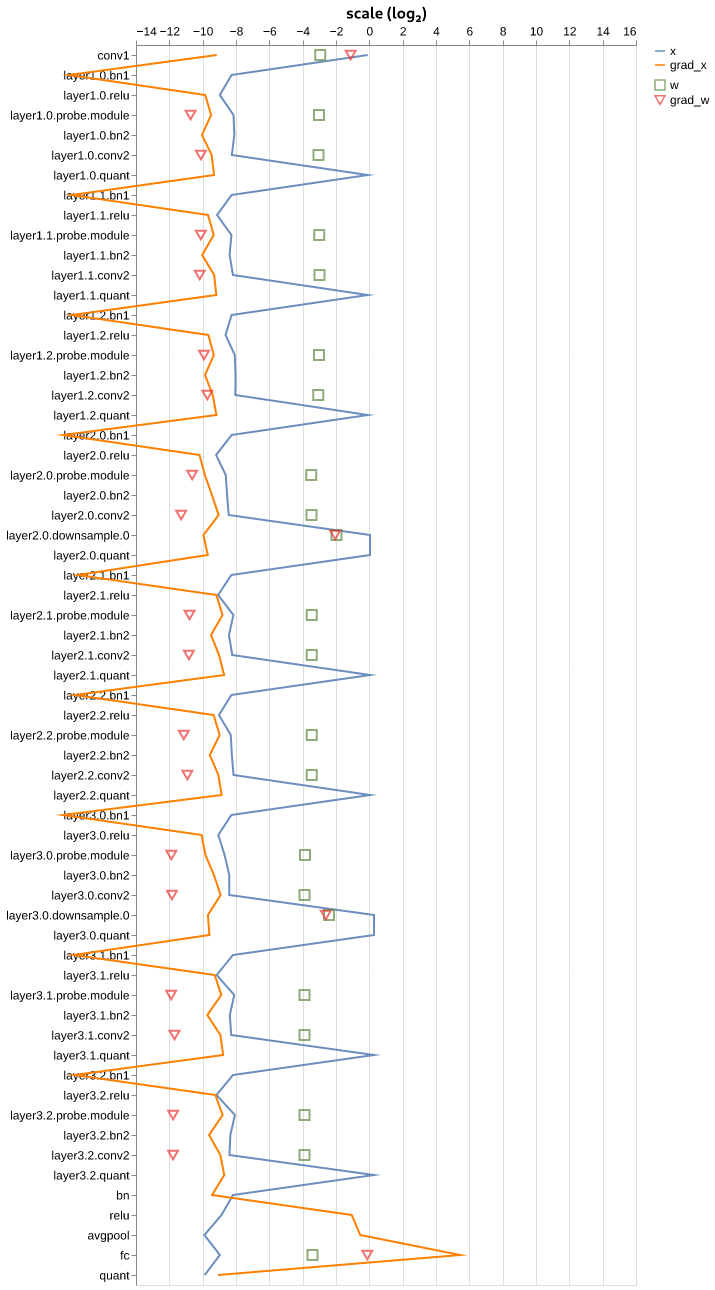 scale (log₂)
−14 −12 −10 −8 −6 −4 −2 0 2 4 6 8 10 12 14 16
x
grad_x
w
grad_w
conv1
layer1.0.bn1
layer1.0.relu
layer1.0.probe.module
layer1.0.bn2
layer1.0.conv2
layer1.0.quant
layer1.1.bn1
layer1.1.relu
layer1.1.probe.module
layer1.1.bn2
layer1.1.conv2
layer1.1.quant
layer1.2.bn1
layer1.2.relu
layer1.2.probe.module
layer1.2.bn2
layer1.2.conv2
layer1.2.quant
layer2.0.bn1
layer2.0.relu
layer2.0.probe.module
layer2.0.bn2
layer2.0.conv2
layer2.0.downsample.0
layer2.0.quant
layer2.1.bn1
layer2.1.relu
layer2.1.probe.module
layer2.1.bn2
layer2.1.conv2
layer2.1.quant
layer2.2.bn1
layer2.2.relu
layer2.2.probe.module
layer2.2.bn2
layer2.2.conv2
layer2.2.quant
layer3.0.bn1
layer3.0.relu
layer3.0.probe.module
layer3.0.bn2
layer3.0.conv2
layer3.0.downsample.0
layer3.0.quant
layer3.1.bn1
layer3.1.relu
layer3.1.probe.module
layer3.1.bn2
layer3.1.conv2
layer3.1.quant
layer3.2.bn1
layer3.2.relu
layer3.2.probe.module
layer3.2.bn2
layer3.2.conv2
layer3.2.quant
bn
relu
avgpool
fc
quant